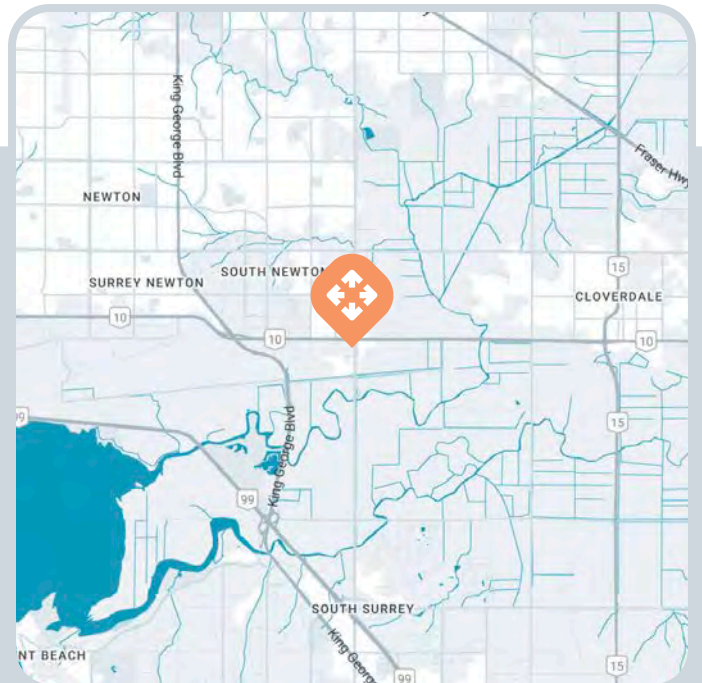 King George Blvd
Fraser Hwy
NEWTON
SOUTH NEWTON
15
SURREY NEWTON
CLOVERDALE
10
10
10
99
King George Blvd
15
99
SOUTH SURREY
King George
NT BEACH
15
99